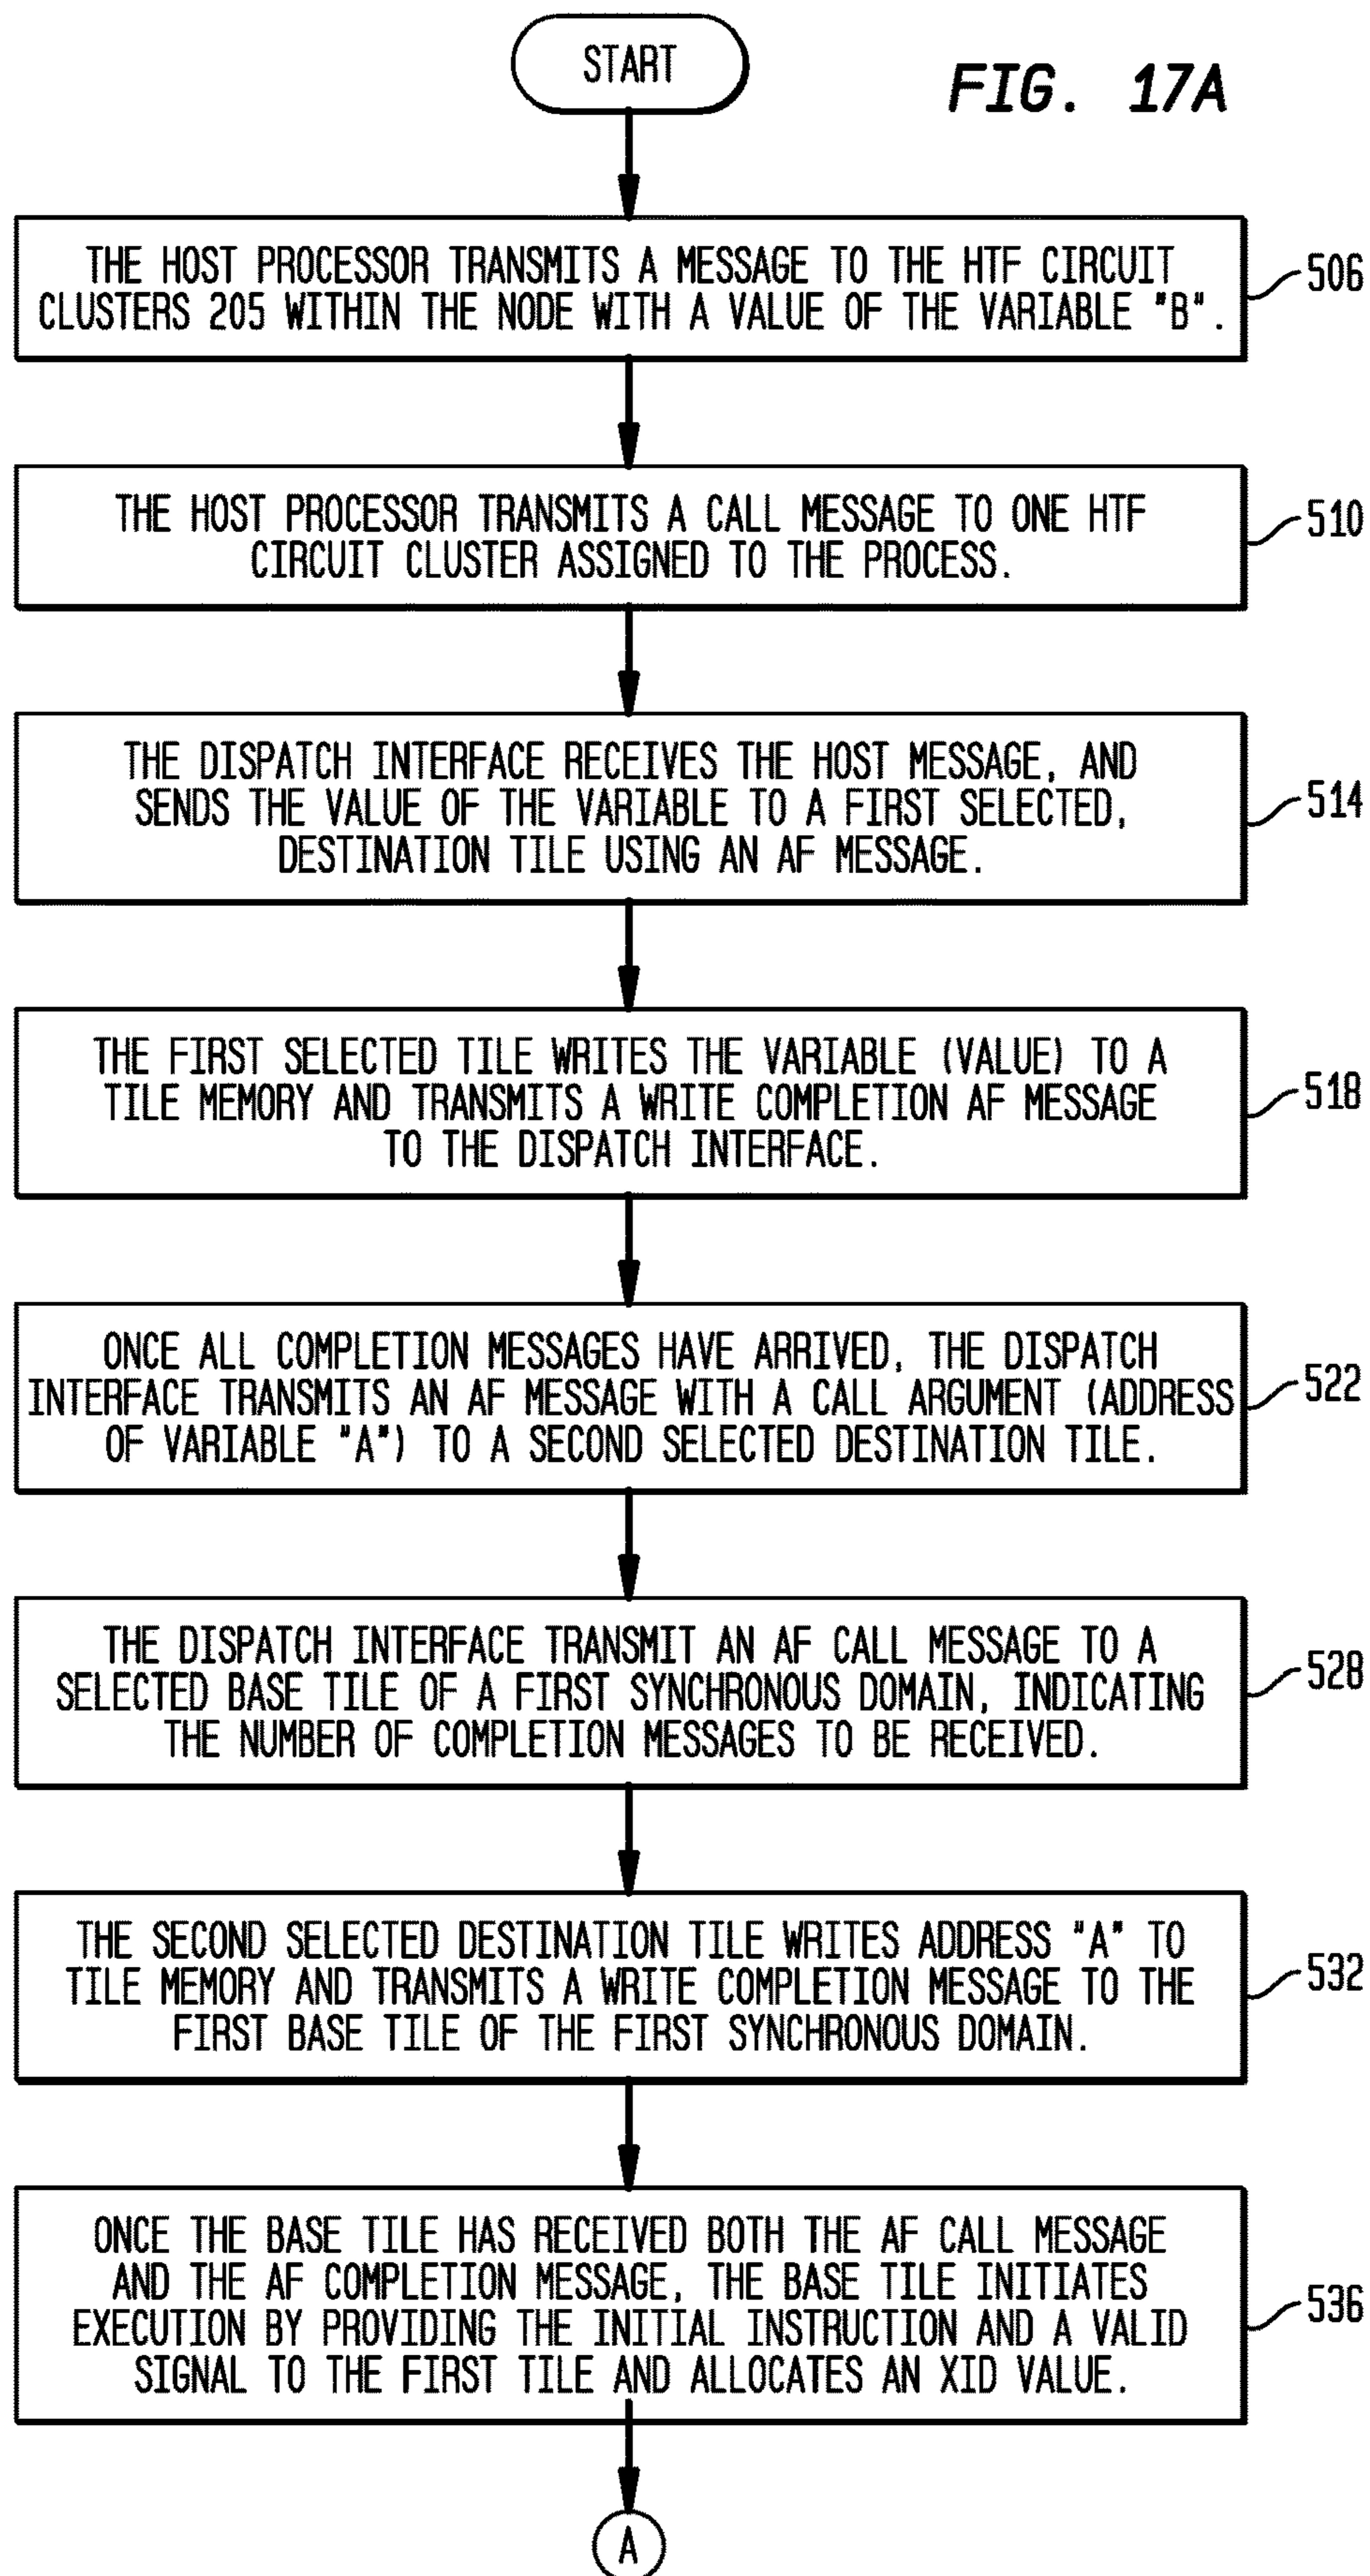 START
FIG. 17A
THE HOST PROCESSOR TRANSMITS A MESSAGE TO THE HTF CIRCUIT
CLUSTERS 205 WITHIN THE NODE WITH A VALUE OF THE VARIABLE "B".
506
THE HOST PROCESSOR TRANSMITS A CALL MESSAGE TO ONE HTF
CIRCUIT CLUSTER ASSIGNED TO THE PROCESS.
510
THE DISPATCH INTERFACE RECEIVES THE HOST MESSAGE, AND
SENDS THE VALUE OF THE VARIABLE TO A FIRST SELECTED,
DESTINATION TILE USING AN AF MESSAGE.
514
THE FIRST SELECTED TILE WRITES THE VARIABLE (VALUE) TO A
TILE MEMORY AND TRANSMITS A WRITE COMPLETION AF MESSAGE
TO THE DISPATCH INTERFACE.
518
ONCE ALL COMPLETION MESSAGES HAVE ARRIVED, THE DISPATCH
INTERFACE TRANSMITS AN AF MESSAGE WITH A CALL ARGUMENT (ADDRESS
OF VARIABLE "A") TO A SECOND SELECTED DESTINATION TILE.
522
THE DISPATCH INTERFACE TRANSMIT AN AF CALL MESSAGE TO A
SELECTED BASE TILE OF A FIRST SYNCHRONOUS DOMAIN, INDICATING
THE NUMBER OF COMPLETION MESSAGES TO BE RECEIVED.
528
THE SECOND SELECTED DESTINATION TILE WRITES ADDRESS "A" TO
TILE MEMORY AND TRANSMITS A WRITE COMPLETION MESSAGE TO THE
FIRST BASE TILE OF THE FIRST SYNCHRONOUS DOMAIN.
532
ONCE THE BASE TILE HAS RECEIVED BOTH THE AF CALL MESSAGE
AND THE AF COMPLETION MESSAGE, THE BASE TILE INITIATES
EXECUTION BY PROVIDING THE INITIAL INSTRUCTION AND A VALID
SIGNAL TO THE FIRST TILE AND ALLOCATES AN XID VALUE.
536
A